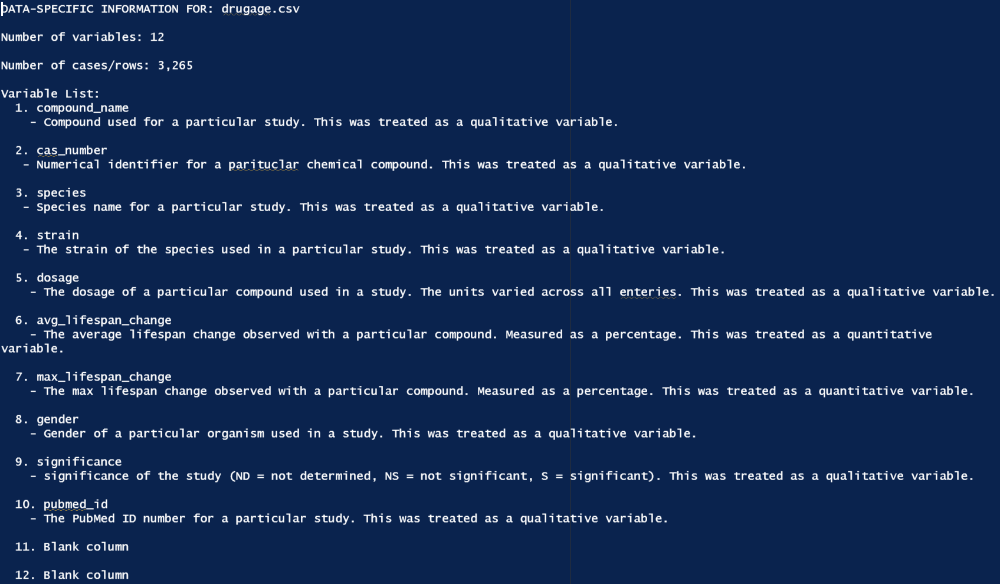 DATA-SPECIFIC INFORMATION FOR: drugage.csv
Number of variables: 12
Number of cases/rows: 3,265
Variable List:
1. compound_name
- Compound used for a particular study. This was treated as a qualitative variable.
2. cas_number
- Numerical identifier for a parituclar chemical compound. This was treated as a qualitative variable.
3. species
- Species name for a particular study. This was treated as a qualitative variable.
4. strain
- The strain of the species used in a particular study. This was treated as a qualitative variable.
5. dosage
- The dosage of a particular compound used in a study. The units varied across all enteries. This was treated as a qualitative variable.
6. avg_lifespan_change
- The average lifespan change observed with a particular compound. Measured as a percentage. This was treated as a quantitative
variable.
7. max_lifespan_change
- The max lifespan change observed with a particular compound. Measured as a percentage. This was treated as a quantitative variable.
8. gender
- Gender of a particular organism used in a study. This was treated as a qualitative variable.
9. significance
- significance of the study (ND = not determined, NS = not significant, S = significant). This was treated as a qualitative variable.
10. pubmed_id
- The PubMed ID number for a particular study. This was treated as a qualitative variable.
11. Blank column
12. Blank column